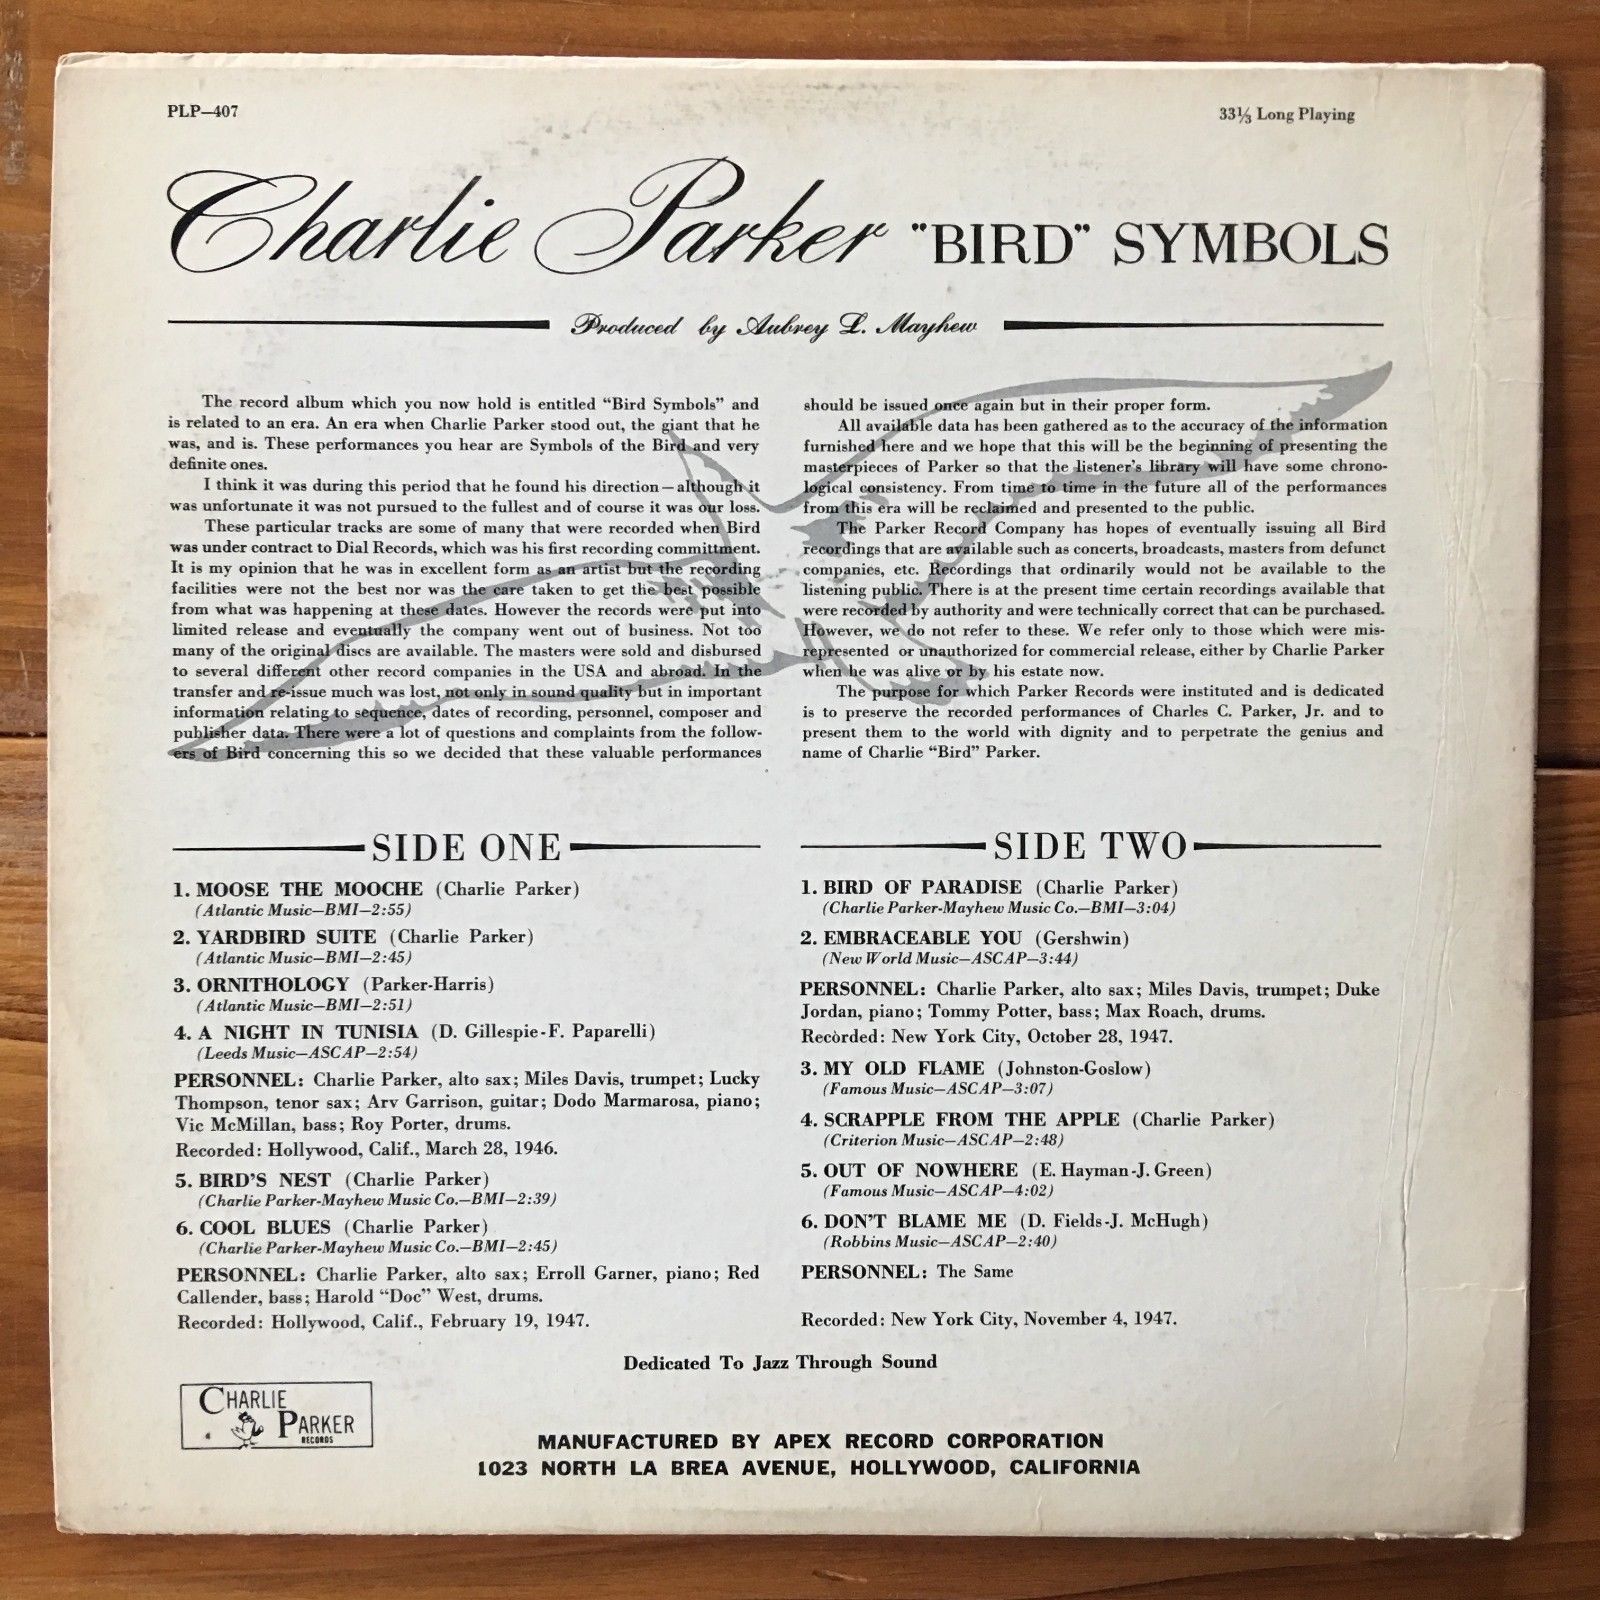 PLP—407
33⅓ Long Playing
Charlie Parker "BIRD" SYMBOLS
Produced by Aubrey L. Mayhew
The record album which you now hold is entitled “Bird Symbols” and
is related to an era. An era when Charlie Parker stood out, the giant that he
was, and is. These performances you hear are Symbols of the Bird and very
definite ones.
I think it was during this period that he found his direction—although it
was unfortunate it was not pursued to the fullest and of course it was our loss.
These particular tracks are some of many that were recorded when Bird
was under contract to Dial Records, which was his first recording committment.
It is my opinion that he was in excellent form as an artist but the recording
facilities were not the best nor was the care taken to get the best possible
from what was happening at these dates. However the records were put into
limited release and eventually the company went out of business. Not too
many of the original discs are available. The masters were sold and disbursed
to several different other record companies in the USA and abroad. In the
transfer and re-issue much was lost, not only in sound quality but in important
information relating to sequence, dates of recording, personnel, composer and
publisher data. There were a lot of questions and complaints from the follow-
ers of Bird concerning this so we decided that these valuable performances
should be issued once again but in their proper form.
All available data has been gathered as to the accuracy of the information
furnished here and we hope that this will be the beginning of presenting the
masterpieces of Parker so that the listener's library will have some chrono-
logical consistency. From time to time in the future all of the performances
from this era will be reclaimed and presented to the public.
The Parker Record Company has hopes of eventually issuing all Bird
recordings that are available such as concerts, broadcasts, masters from defunct
companies, etc. Recordings that ordinarily would not be available to the
listening public. There is at the present time certain recordings available that
were recorded by authority and were technically correct that can be purchased.
However, we do not refer to these. We refer only to those which were mis-
represented or unauthorized for commercial release, either by Charlie Parker
when he was alive or by his estate now.
The purpose for which Parker Records were instituted and is dedicated
is to preserve the recorded performances of Charles C. Parker, Jr. and to
present them to the world with dignity and to perpetrate the genius and
name of Charlie “Bird” Parker.
SIDE ONE
1. MOOSE THE MOOCHE (Charlie Parker)
(Atlantic Music—BMI—2:55)
2. YARDBIRD SUITE (Charlie Parker)
(Atlantic Music—BMI—2:45)
3. ORNITHOLOGY (Parker-Harris)
(Atlantic Music—BMI—2:51)
4. A NIGHT IN TUNISIA (D. Gillespie-F. Paparelli)
(Leeds Music—ASCAP—2:54)
PERSONNEL: Charlie Parker, alto sax; Miles Davis, trumpet; Lucky
Thompson, tenor sax; Arv Garrison, guitar; Dodo Marmarosa, piano;
Vic McMillan, bass; Roy Porter, drums.
Recorded: Hollywood, Calif., March 28, 1946.
5. BIRD'S NEST (Charlie Parker)
(Charlie Parker-Mayhew Music Co.—BMI—2:39)
6. COOL BLUES (Charlie Parker)
(Charlie Parker-Mayhew Music Co.—BMI—2:45)
PERSONNEL: Charlie Parker, alto sax; Erroll Garner, piano; Red
Callender, bass; Harold “Doc” West, drums.
Recorded: Hollywood, Calif., February 19, 1947.
SIDE TWO
1. BIRD OF PARADISE (Charlie Parker)
(Charlie Parker-Mayhew Music Co.—BMI—3:04)
2. EMBRACEABLE YOU (Gershwin)
(New World Music—ASCAP—3:44)
PERSONNEL: Charlie Parker, alto sax; Miles Davis, trumpet; Duke
Jordan, piano; Tommy Potter, bass; Max Roach, drums.
Recorded: New York City, October 28, 1947.
3. MY OLD FLAME (Johnston-Goslow)
(Famous Music—ASCAP—3:07)
4. SCRAPPLE FROM THE APPLE (Charlie Parker)
(Criterion Music—ASCAP—2:48)
5. OUT OF NOWHERE (E. Hayman-J. Green)
(Famous Music—ASCAP—4:02)
6. DON'T BLAME ME (D. Fields-J. McHugh)
(Robbins Music—ASCAP—2:40)
PERSONNEL: The Same
Recorded: New York City, November 4, 1947.
Dedicated To Jazz Through Sound
CHARLIE
PARKER
RECORDS
MANUFACTURED BY APEX RECORD CORPORATION
1023 NORTH LA BREA AVENUE, HOLLYWOOD, CALIFORNIA